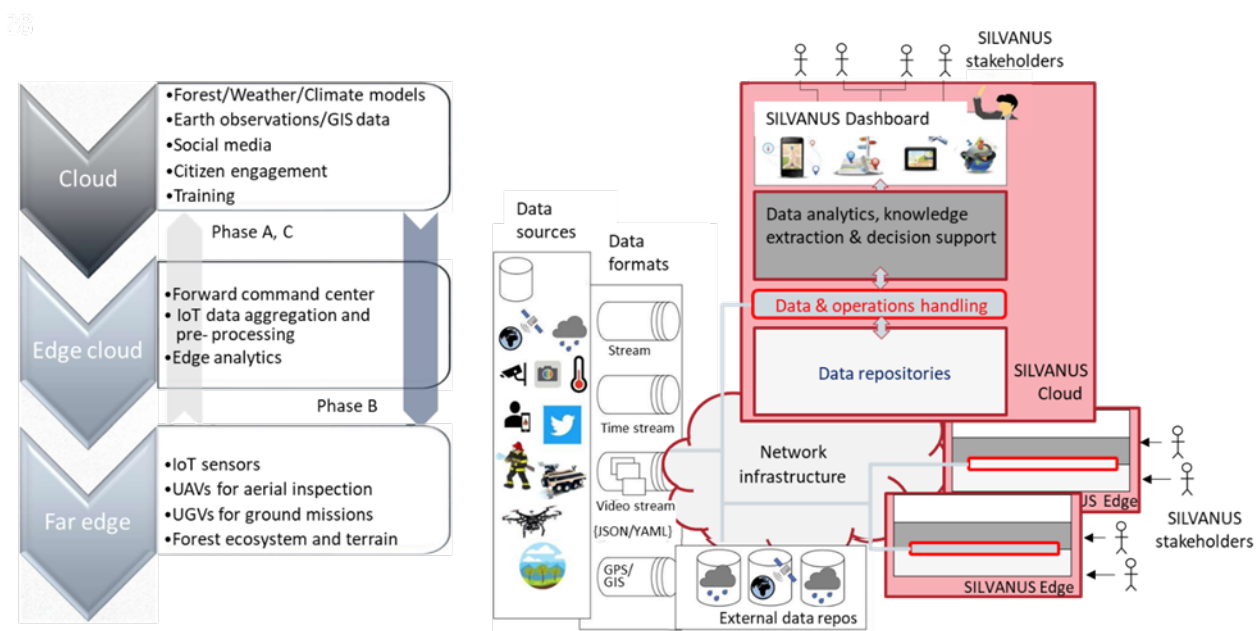 28
Cloud
•Forest/Weather/Climate models
•Earth observations/GIS data
•Social media
•Citizen engagement
•Training
Phase A, C
Edge cloud
•Forward command center
• IoT data aggregation and
pre- processing
•Edge analytics
Phase B
Far edge
•IoT sensors
•UAVs for aerial inspection
•UGVs for ground missions
•Forest ecosystem and terrain
Data
sources
Data
formats
Stream
Time stream
Video stream
{JSON/YAML}
GPS/
GIS
SILVANUS
stakeholders
SILVANUS Dashboard
Data analytics, knowledge
extraction & decision support
Data & operations handling
Data repositories
SILVANUS
Cloud
Network
infrastructure
US Edge
SILVANUS
stakeholders
SILVANUS Edge
External data repos